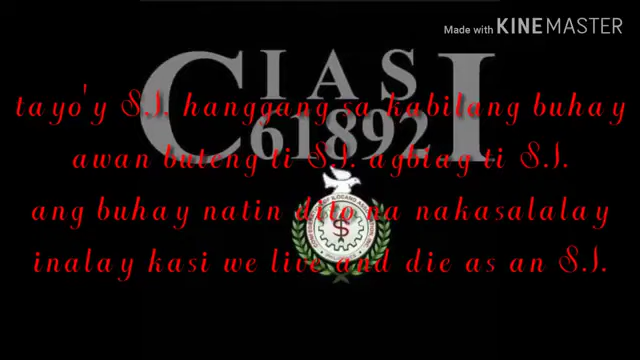 Made with KINEMASTER
CIASI
61892
tayo'y S.I. hanggang sa kabilang buhay
awan buteng ti S.I. agbiag ti S.I.
ang buhay natin dito na nakasalalay
inalay kasi we live and die as an S.I.